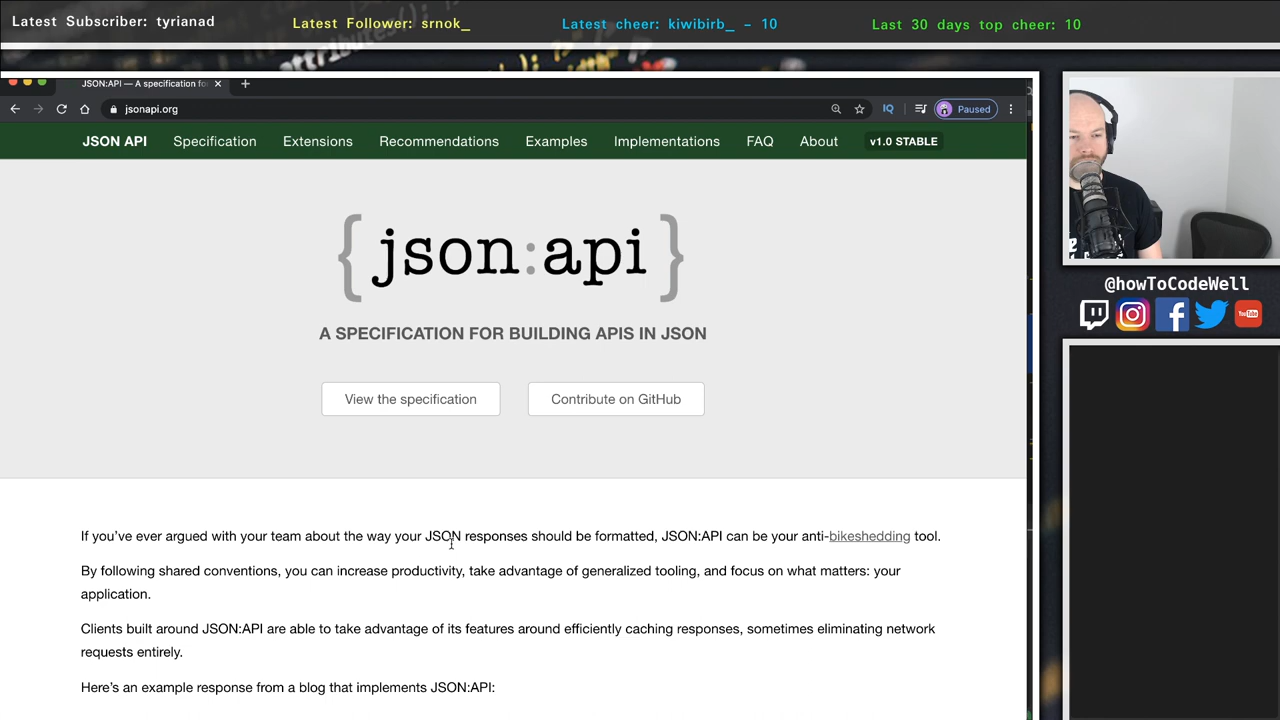 Latest Subscriber: tyrianad
Latest Follower: srnok_
Latest cheer: kiwibirb_ - 10
Last 30 days top cheer: 10
JSON:API — A specification fo
jsonapi.org
IQ
Paused
JSON API
Specification
Extensions
Recommendations
Examples
Implementations
FAQ
About
v1.0 STABLE
{json:api}
A SPECIFICATION FOR BUILDING APIS IN JSON
View the specification
Contribute on GitHub
@howToCodeWell
You Tube
If you've ever argued with your team about the way your JSON responses should be formatted, JSON:API can be your anti-bikeshedding tool.
By following shared conventions, you can increase productivity, take advantage of generalized tooling, and focus on what matters: your
application.
Clients built around JSON:API are able to take advantage of its features around efficiently caching responses, sometimes eliminating network
requests entirely.
Here's an example response from a blog that implements JSON:API: